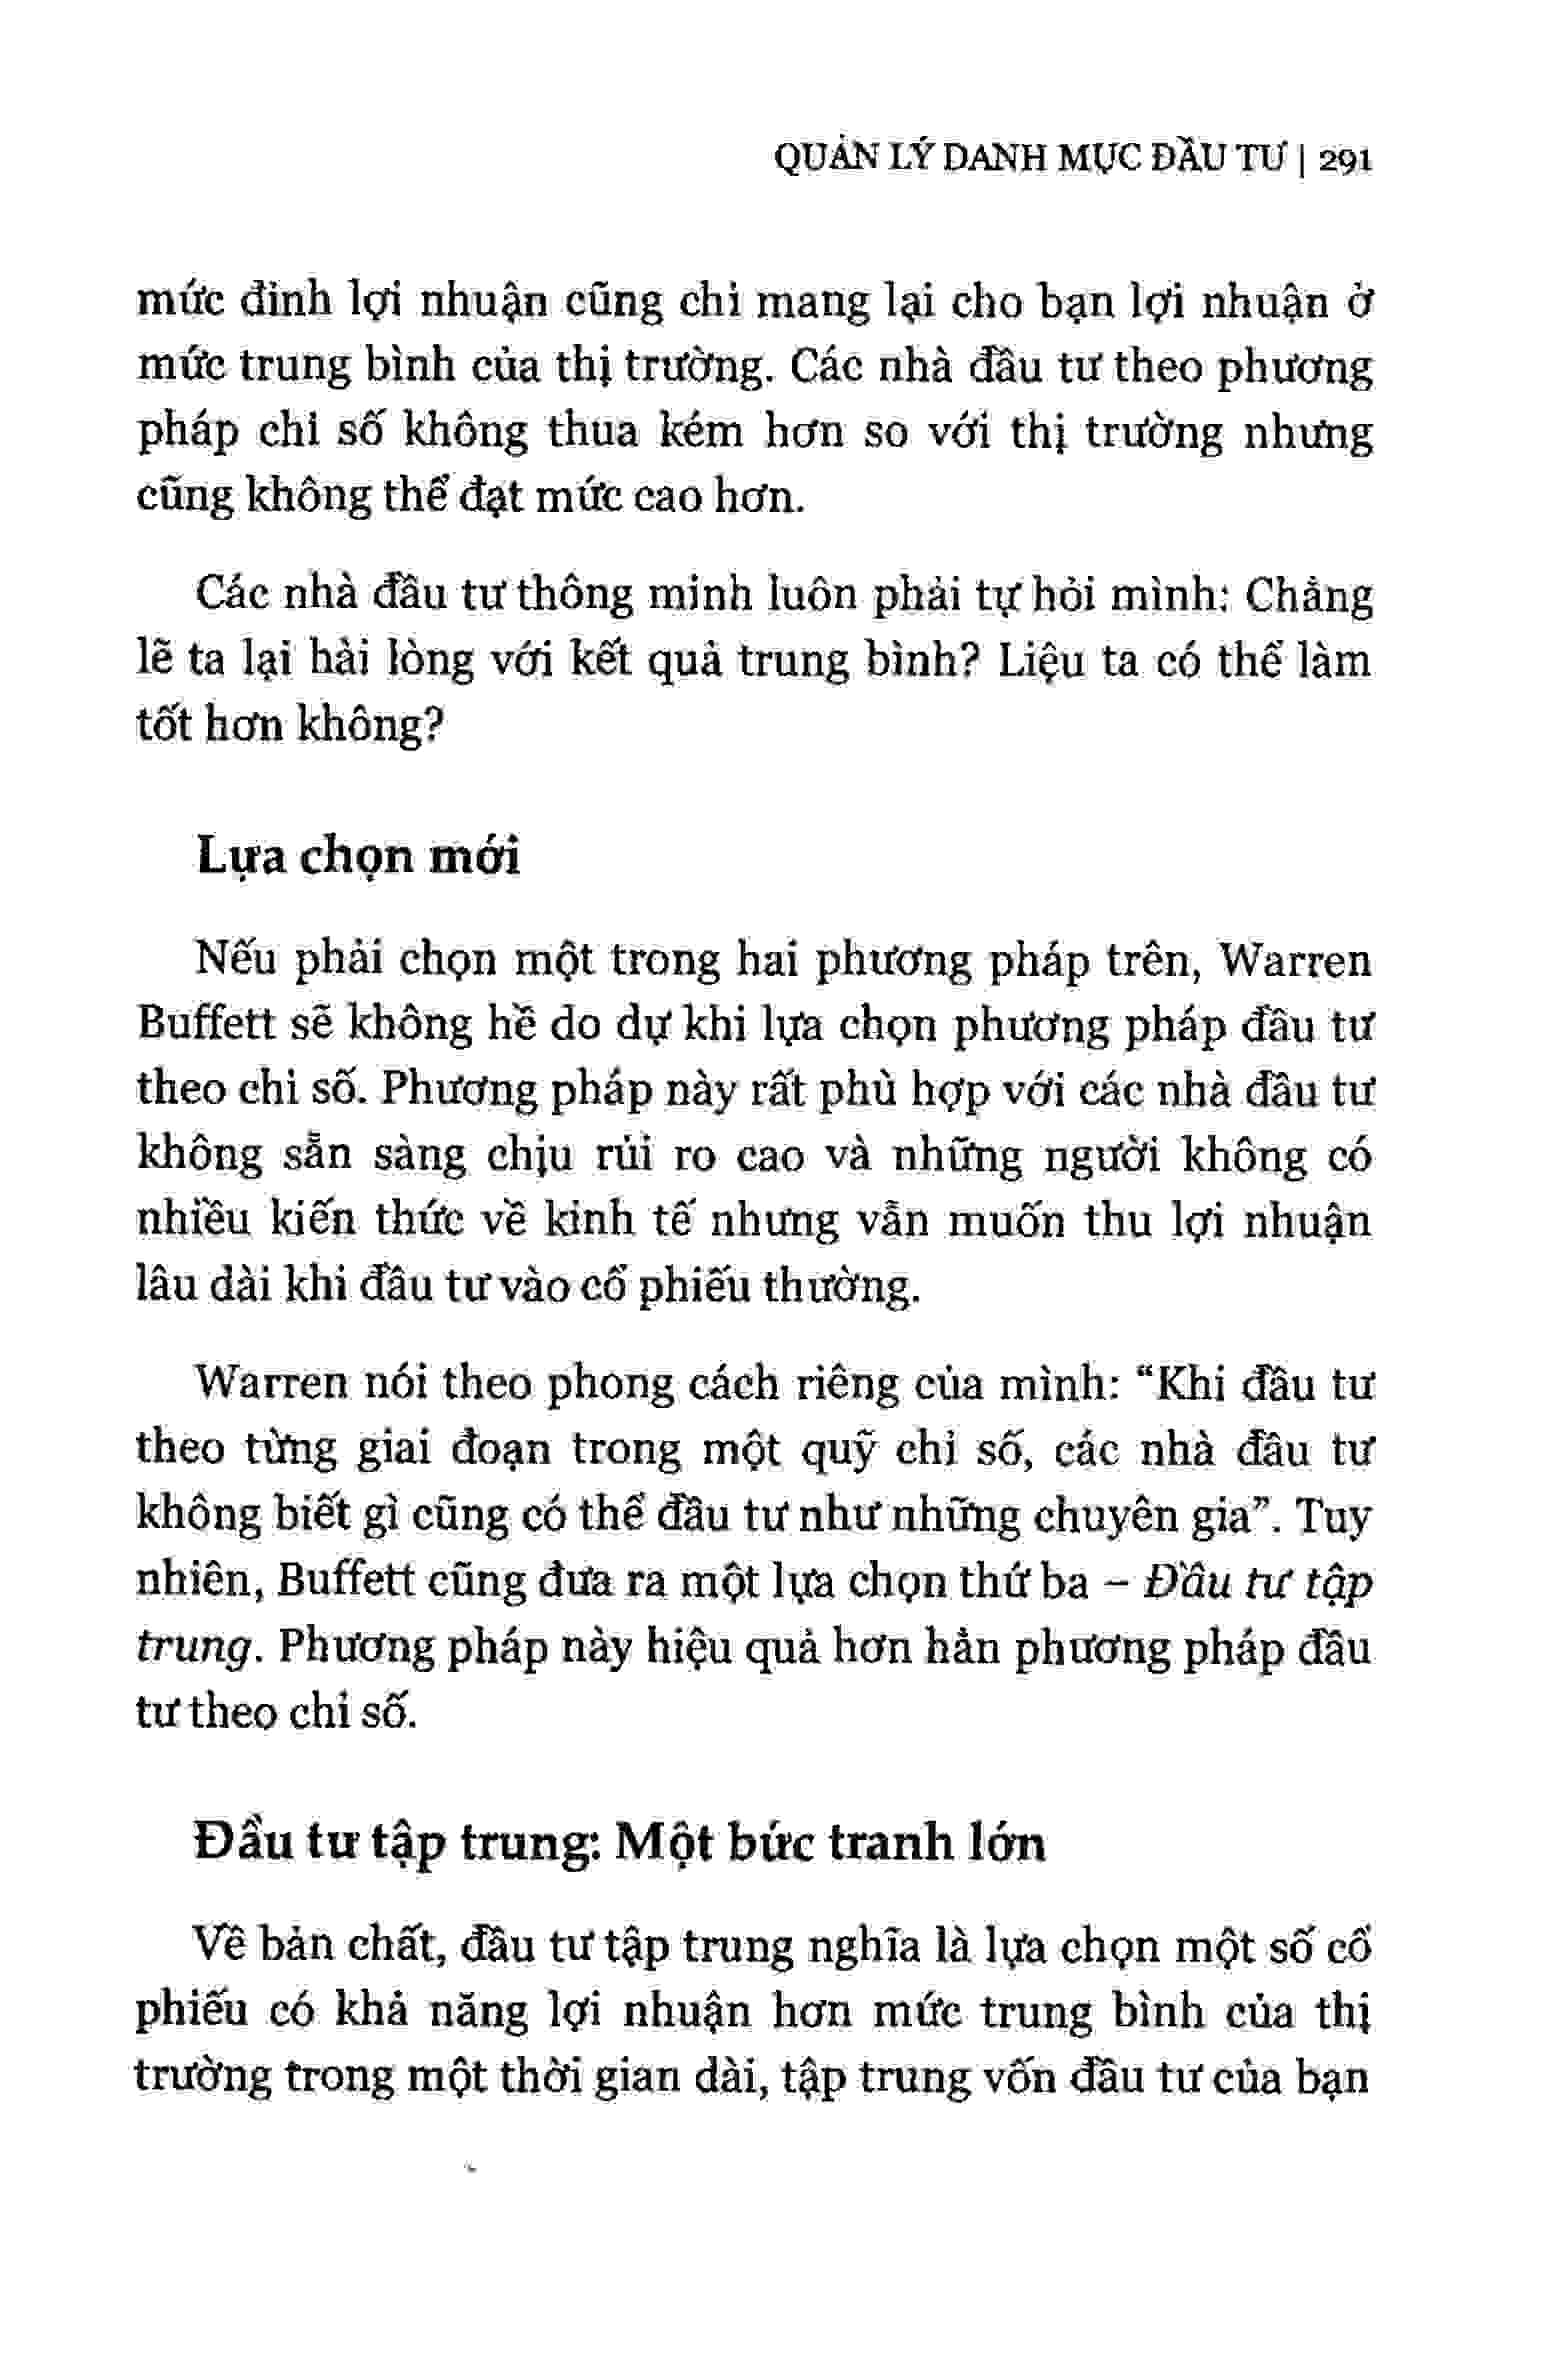 QUẢN LÝ DANH MỤC ĐẦU TƯ | 291
mức đỉnh lợi nhuận cũng chỉ mang lại cho bạn lợi nhuận ở
mức trung bình của thị trường. Các nhà đầu tư theo phương
pháp chỉ số không thua kém hơn so với thị trường nhưng
cũng không thể đạt mức cao hơn.
Các nhà đầu tư thông minh luôn phải tự hỏi mình: Chẳng
lẽ ta lại hài lòng với kết quả trung bình? Liệu ta có thể làm
tốt hơn không?
Lựa chọn mới
Nếu phải chọn một trong hai phương pháp trên, Warren
Buffett sẽ không hề do dự khi lựa chọn phương pháp đầu tư
theo chỉ số. Phương pháp này rất phù hợp với các nhà đầu tư
không sẵn sàng chịu rủi ro cao và những người không có
nhiều kiến thức về kinh tế nhưng vẫn muốn thu lợi nhuận
lâu dài khi đầu tư vào cổ phiếu thường.
Warren nói theo phong cách riêng của mình: “Khi đầu tư
theo từng giai đoạn trong một quỹ chỉ số, các nhà đầu tư
không biết gì cũng có thể đầu tư như những chuyên gia”. Tuy
nhiên, Buffett cũng đưa ra một lựa chọn thứ ba – Đầu tư tập
trung. Phương pháp này hiệu quả hơn hẳn phương pháp đầu
tư theo chỉ số.
Đầu tư tập trung: Một bức tranh lớn
Về bản chất, đầu tư tập trung nghĩa là lựa chọn một số cổ
phiếu có khả năng lợi nhuận hơn mức trung bình của thị
trường trong một thời gian dài, tập trung vốn đầu tư của bạn